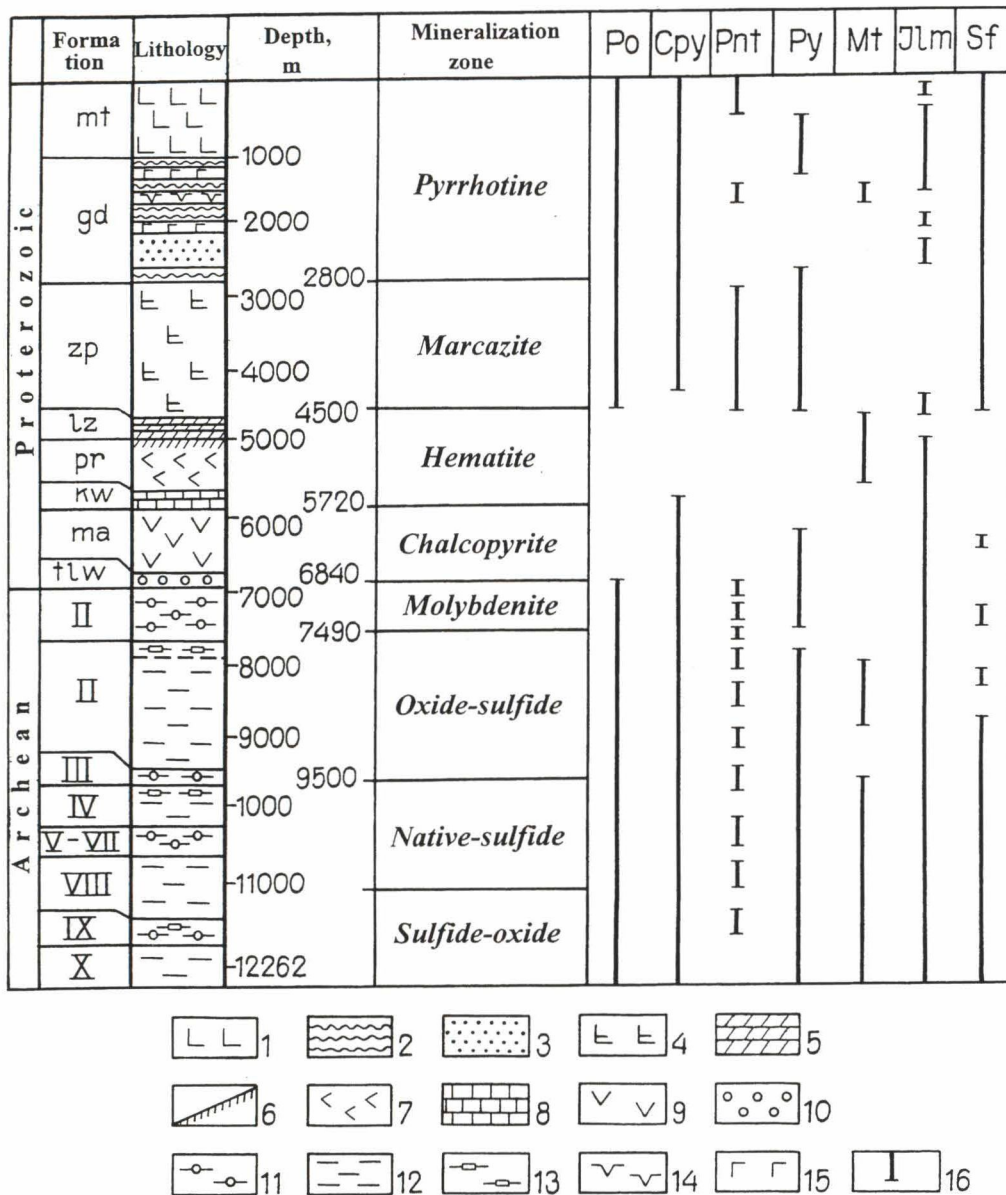 Forma
tion
Lithology
Depth,
m
Mineralization
zone
Po
Cpy
Pnt
Py
Mt
Jlm
Sf
Proterozoic
mt
1000
Pyrrhotine
gd
2000
2800
3000
zp
Marcazite
4000
4500
lz
5000
pr
Hematite
kw
5720
6000
ma
Chalcopyrite
6840
tlw
7000
Archean
II
Molybdenite
7490
8000
II
Oxide-sulfide
9000
III
9500
IV
1000
V-VII
Native-sulfide
VIII
11000
IX
Sulfide-oxide
X
12262
1 2 3 4 5
6 7 8 9 10
11 12 13 14 15 16